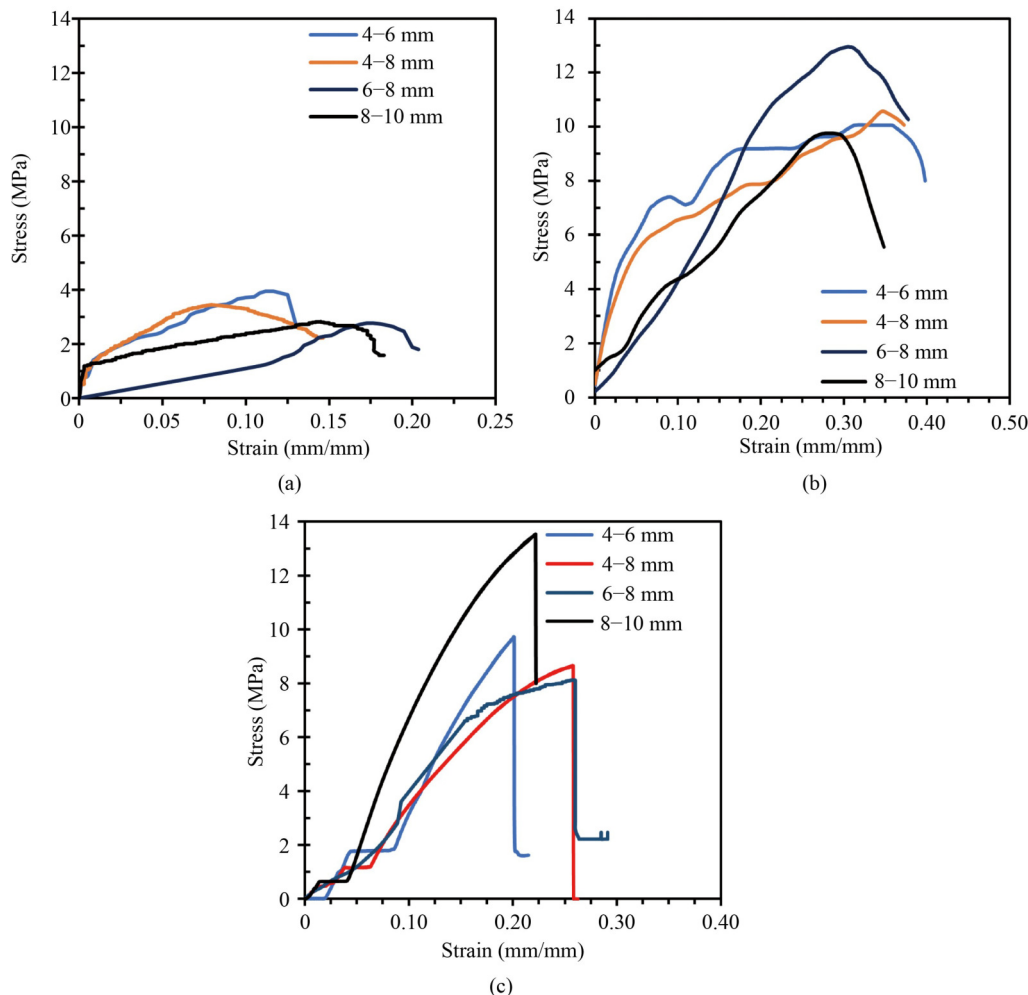 14
12
10
8
6
4
2
0
Stress (MPa)
4−6 mm
4−8 mm
6−8 mm
8−10 mm
0 0.05 0.10 0.15 0.20 0.25
Strain (mm/mm)
(a)
14
12
10
8
6
4
2
0
Stress (MPa)
4−6 mm
4−8 mm
6−8 mm
8−10 mm
0 0.10 0.20 0.30 0.40 0.50
Strain (mm/mm)
(b)
14
12
10
8
6
4
2
0
Stress (MPa)
4−6 mm
4−8 mm
6−8 mm
8−10 mm
0 0.10 0.20 0.30 0.40
Strain (mm/mm)
(c)